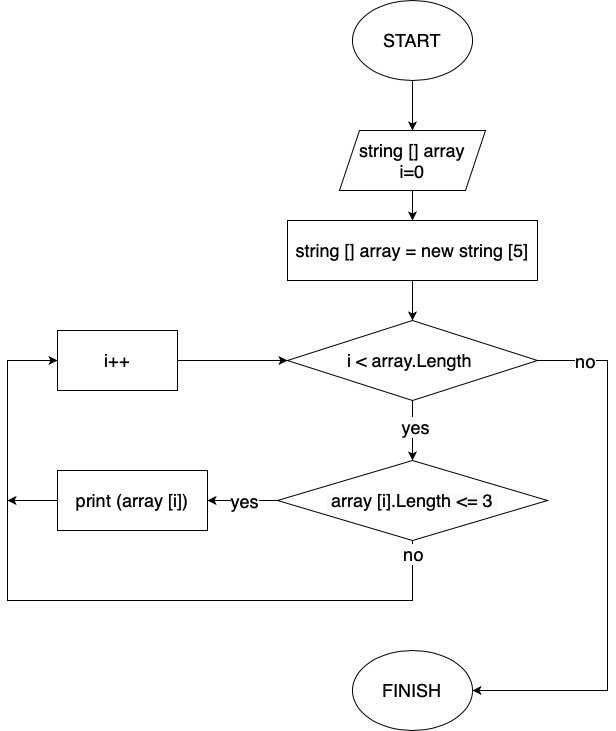 START
string [] array
i=0
string [] array = new string [5]
i++
i < array.Length
no
yes
print (array [i])
yes
array [i].Length <= 3
no
FINISH